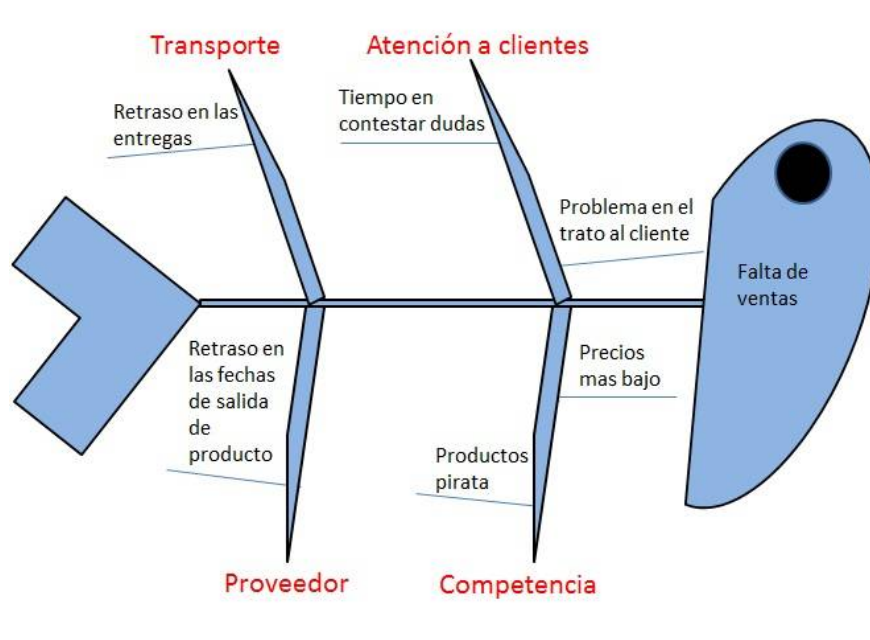 Transporte
Atención a clientes
Retraso en las
entregas
Tiempo en
contestar dudas
Problema en el
trato al cliente
Falta de
ventas
Retraso en
las fechas
de salida
de
producto
Precios
mas bajo
Productos
pirata
Proveedor
Competencia